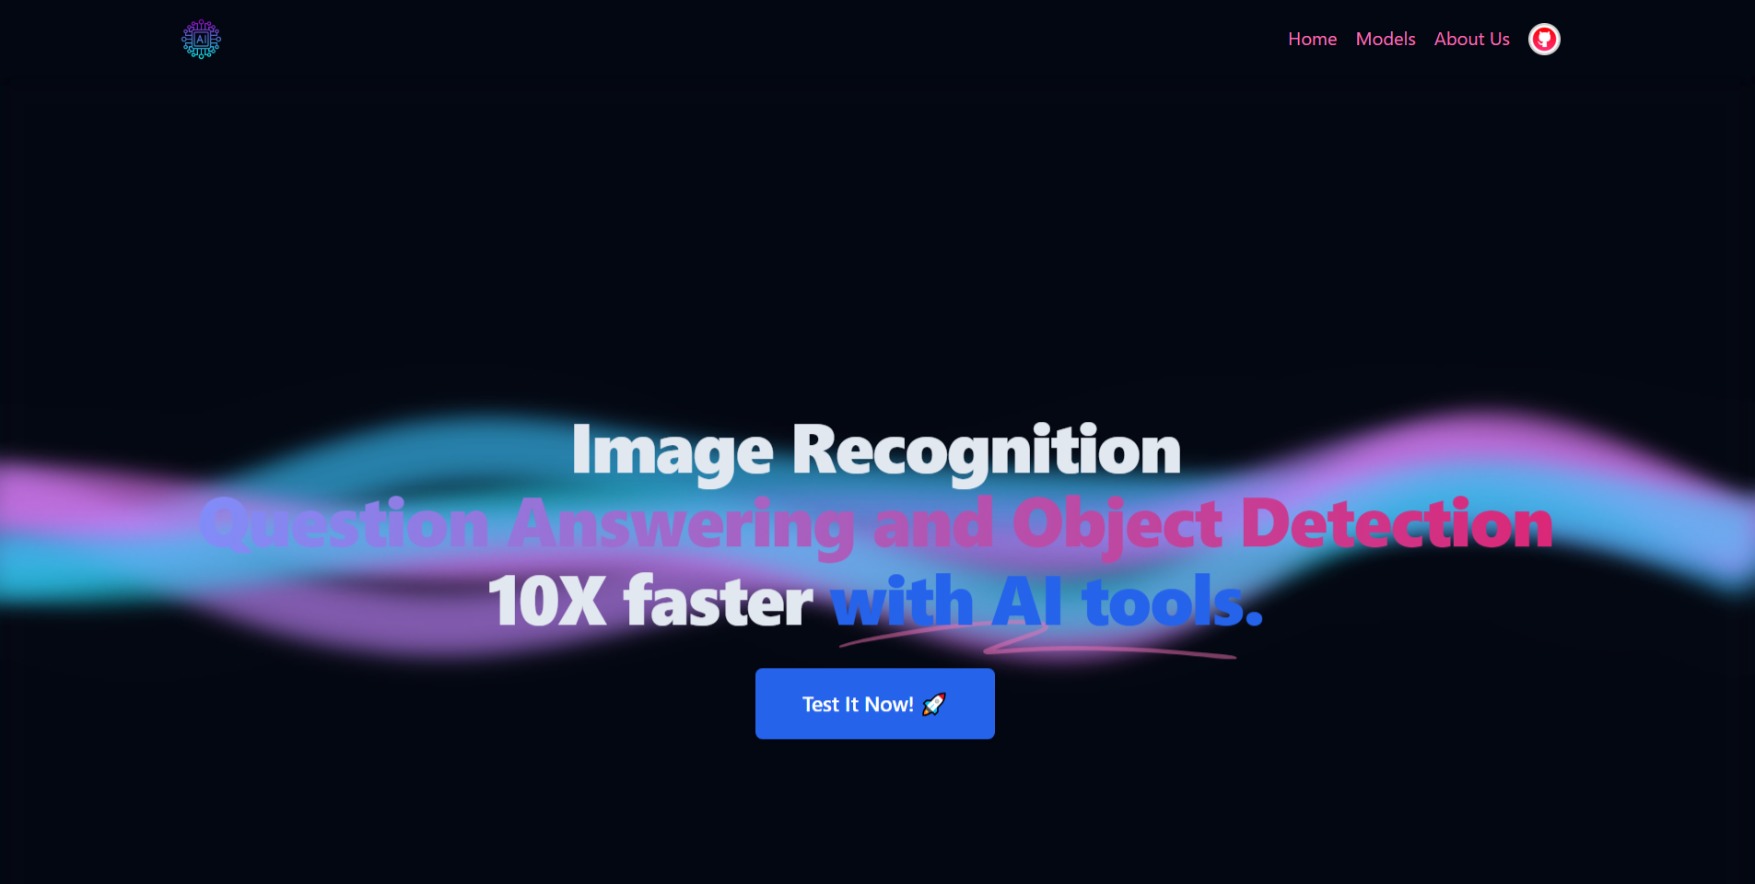 AI
Home Models About Us
Image Recognition
Question Answering and Object Detection
10X faster with AI tools.
Test It Now! 🚀